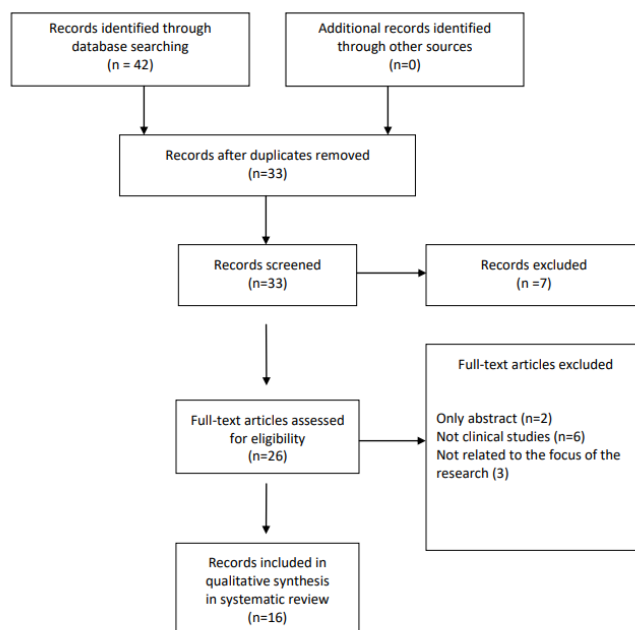 Records identified through
database searching
(n = 42)
Additional records identified
through other sources
(n=0)
Records after duplicates removed
(n=33)
Records screened
(n=33)
Records excluded
(n =7)
Full-text articles assessed
for eligibility
(n=26)
Full-text articles excluded
Only abstract (n=2)
Not clinical studies (n=6)
Not related to the focus of the
research (3)
Records included in
qualitative synthesis
in systematic review
(n=16)